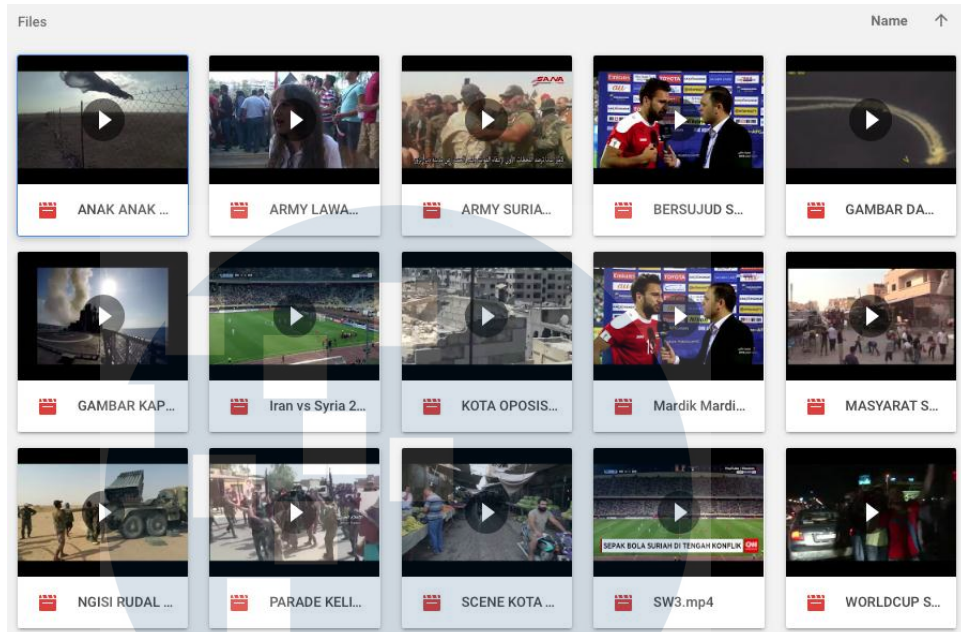 Files
Name
ANAK ANAK ...
ARMY LAWA...
SANA
ARMY SURIA...
BERSUJUD S...
GAMBAR DA...
GAMBAR KAP...
Iran vs Syria 2...
KOTA OPOSIS...
Mardik Mardi...
MASYARAT S...
NGISI RUDAL ...
PARADE KELI...
SCENE KOTA ...
SEPAK BOLA SURIAH DI TENGAH KONFLIK CNN
SW3.mp4
WORLDCUP S...